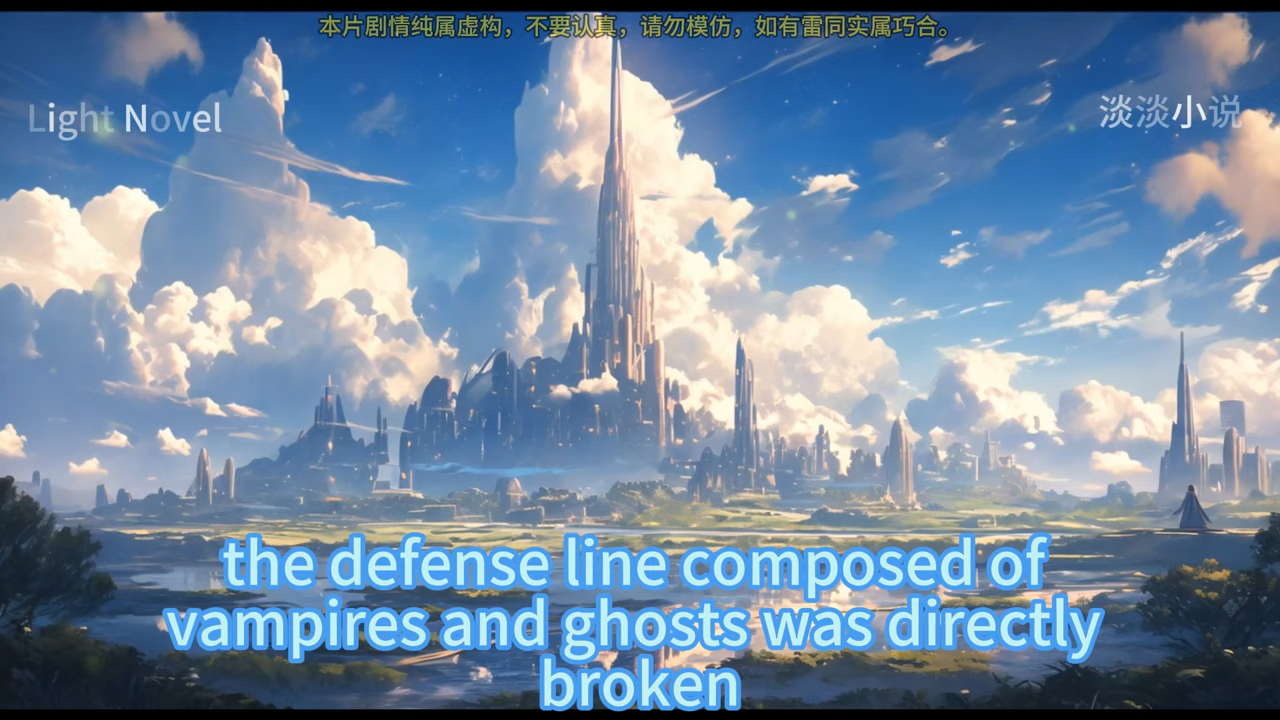 本片剧情纯属虚构，不要认真，请勿模仿，如有雷同实属巧合。
Light Novel
淡淡小说
the defense line composed of
vampires and ghosts was directly
broken